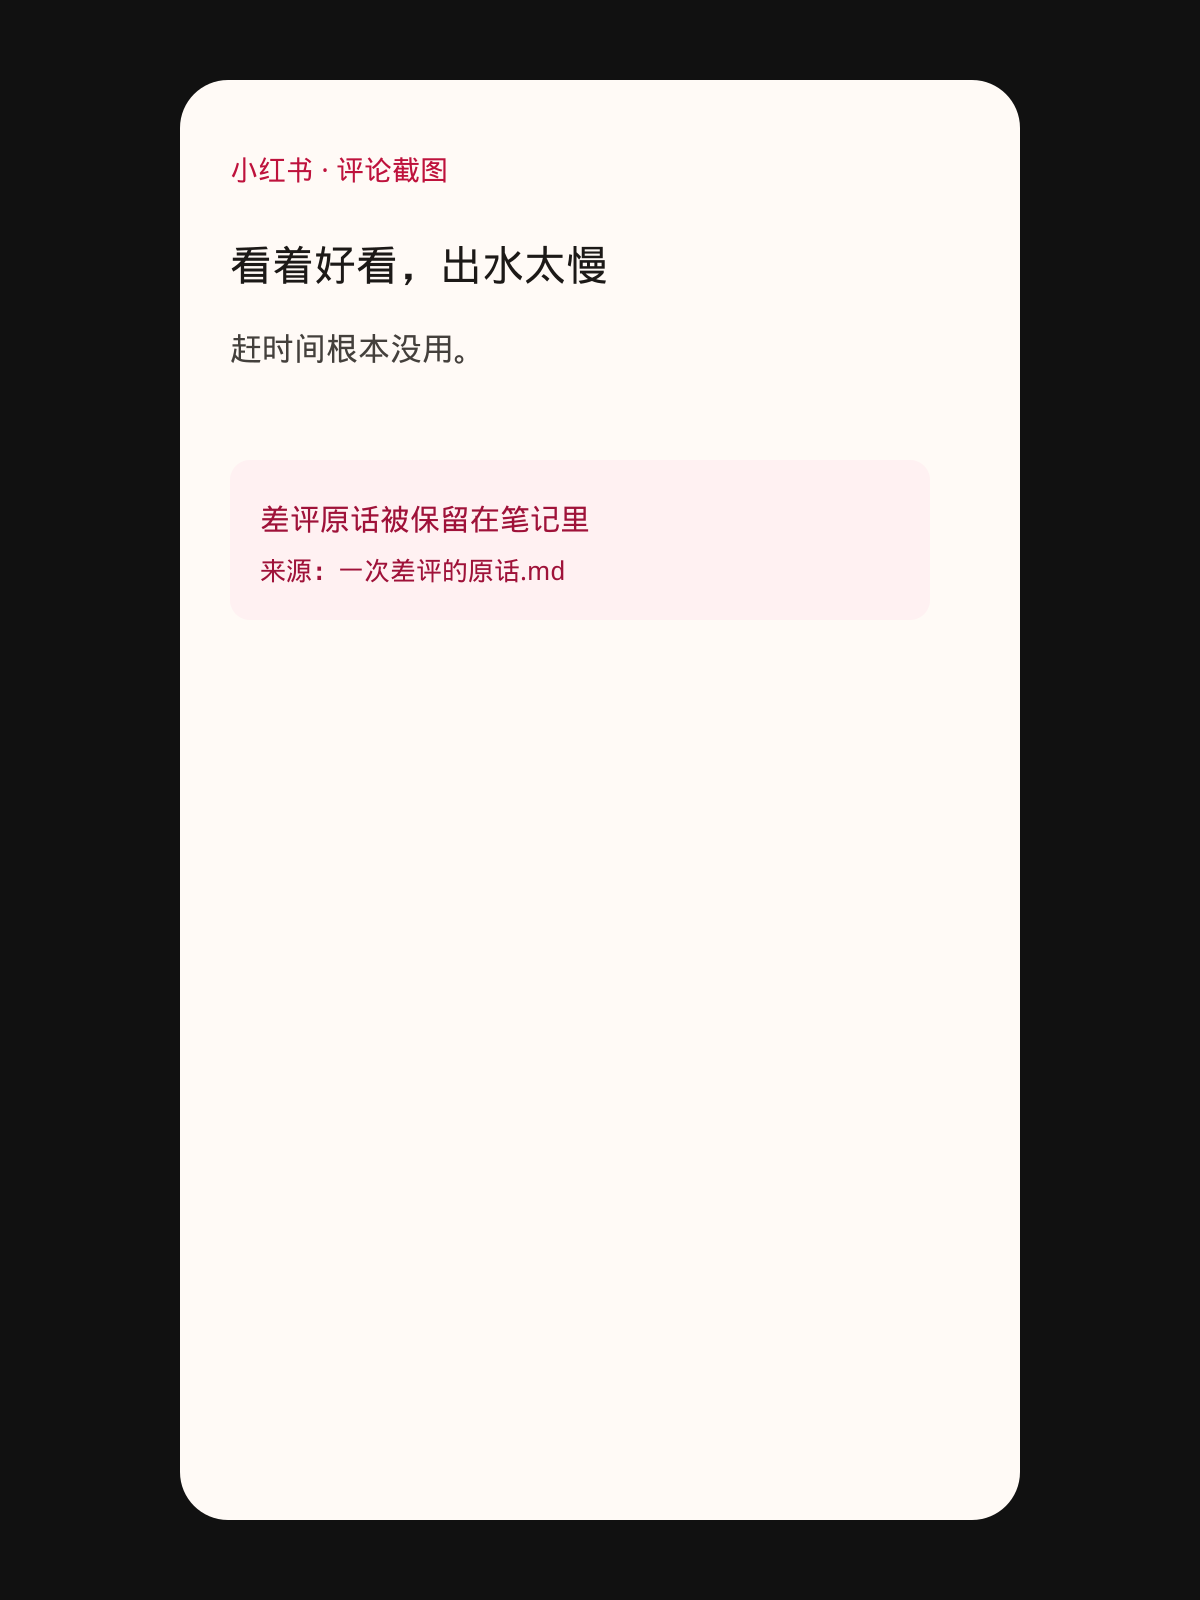 小红书 · 评论截图
看着好看，出水太慢
赶时间根本没用。
差评原话被保留在笔记里
来源：一次差评的原话.md